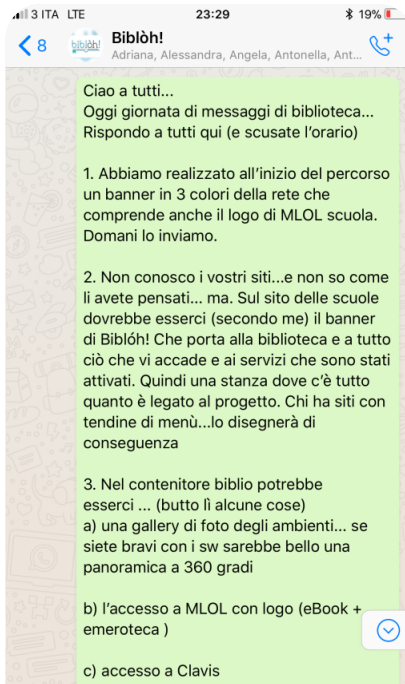 3 ITA LTE 23:29 19%
8 biblòh! Biblòh!
Adriana, Alessandra, Angela, Antonella, Ant...
Ciao a tutti...
Oggi giornata di messaggi di biblioteca...
Rispondo a tutti qui (e scusate l'orario)
1. Abbiamo realizzato all'inizio del percorso
un banner in 3 colori della rete che
comprende anche il logo di MLOL scuola.
Domani lo inviamo.
2. Non conosco i vostri siti...e non so come
li avete pensati... ma. Sul sito delle scuole
dovrebbe esserci (secondo me) il banner
di Biblóh! Che porta alla biblioteca e a tutto
ciò che vi accade e ai servizi che sono stati
attivati. Quindi una stanza dove c'è tutto
quanto è legato al progetto. Chi ha siti con
tendine di menù...lo disegnerà di
conseguenza
3. Nel contenitore biblio potrebbe
esserci ... (butto lì alcune cose)
a) una gallery di foto degli ambienti... se
siete bravi con i sw sarebbe bello una
panoramica a 360 gradi
b) l'accesso a MLOL con logo (eBook +
emeroteca )
c) accesso a Clavis